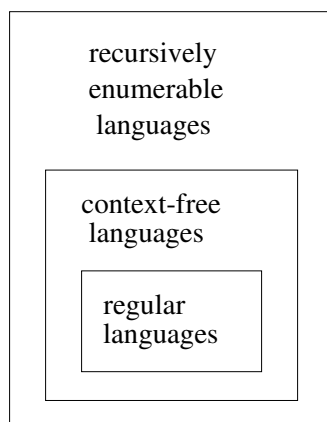 recursively
enumerable
languages
context-free
languages
regular
languages